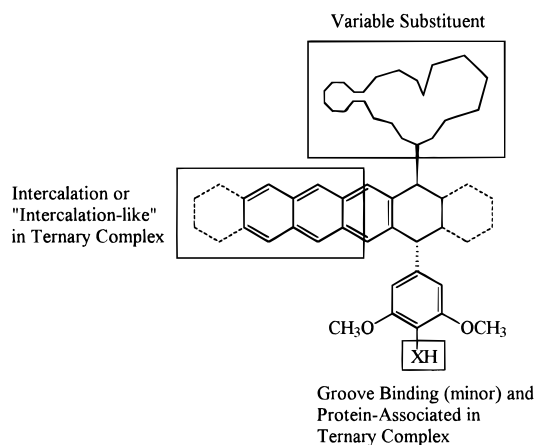 Variable Substituent
Intercalation or
"Intercalation-like"
in Ternary Complex
CH₃O
OCH₃
XH
Groove Binding (minor) and
Protein-Associated in
Ternary Complex